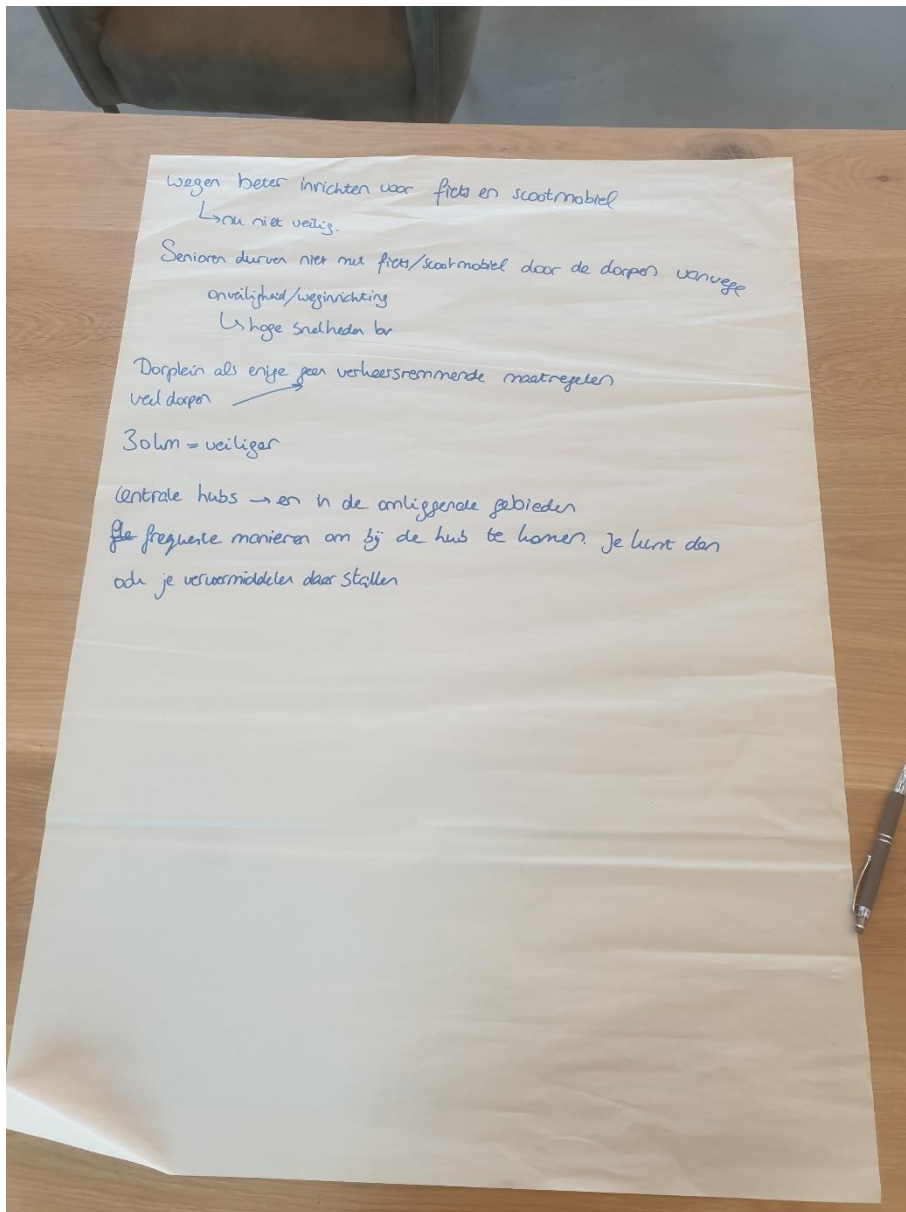 Wegen beter inrichten voor fiets en scootmobiel
↳ nu niet veilig.
Senioren durven niet met fiets/scootmobiel door de dorpen vanwege
onveiligheid/weginrichting
↳ hoge snelheden bv
Dorplein als enige geen verkeersremmende maatregelen
veel dorpen
30km = veiliger
Centrale hubs → en in de omliggende gebieden
frequente manieren om bij de hub te komen. Je kunt dan
ook je vervoermiddelen daar stallen